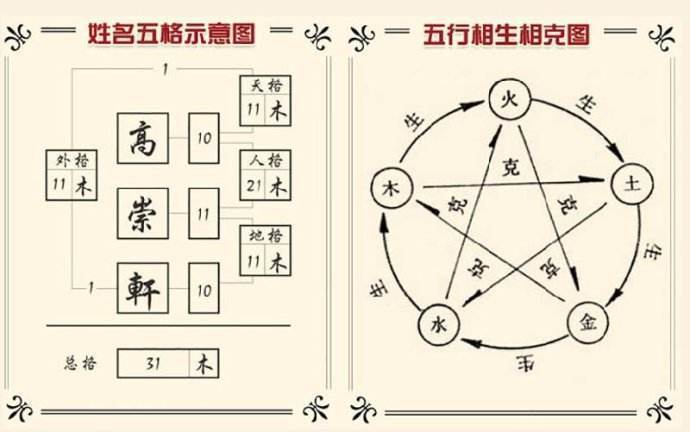 姓名五格示意图
1
天格
11 木
高 10
人格
21 木
外格
11 木
崇 11
地格
11 木
軒 10
1
总格 31 木
五行相生相克图
火
生
生
木
克
土
克
克
生
克
克
生
水
金
生